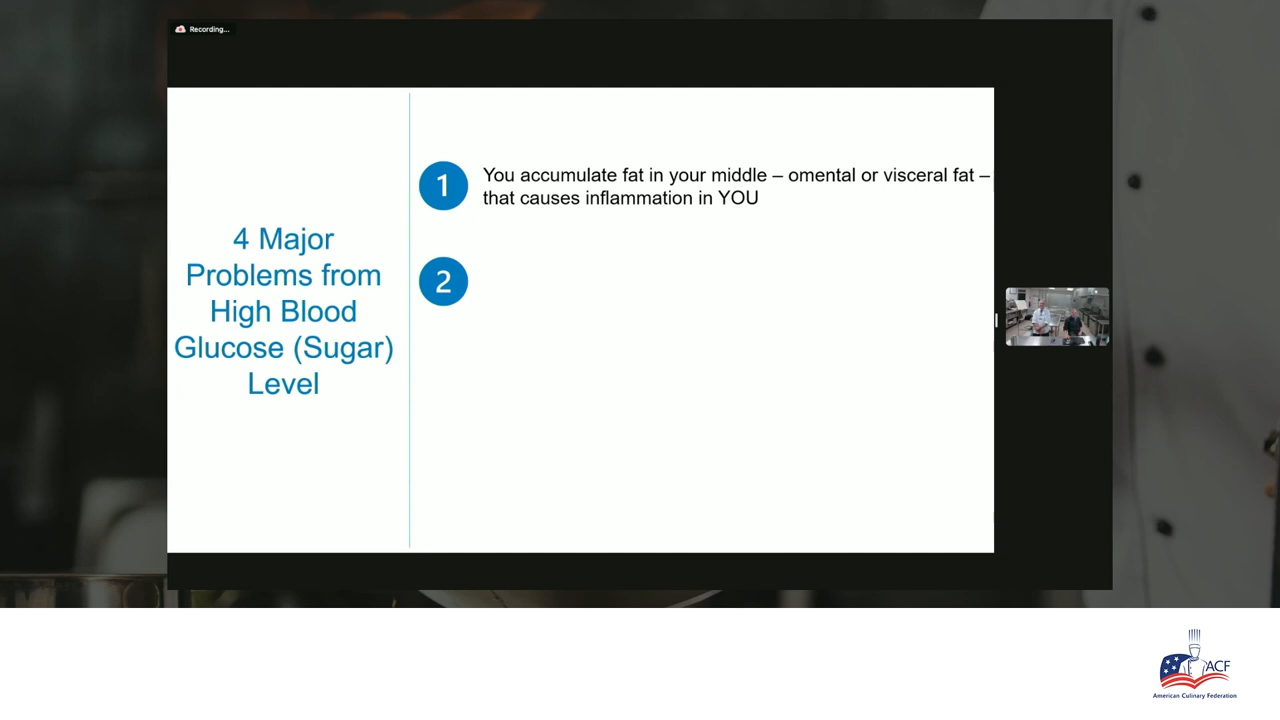 Recording...
4 Major
Problems from
High Blood
Glucose (Sugar)
Level
1
You accumulate fat in your middle – omental or visceral fat –
that causes inflammation in YOU
2
ACF
American Culinary Federation